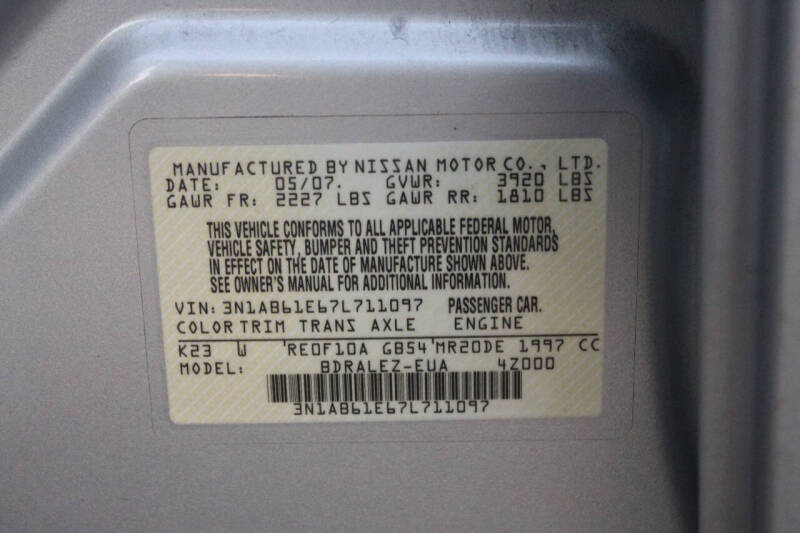 MANUFACTURED BY NISSAN MOTOR CO., LTD.
DATE: 05/07. GVWR: 3920 LBS
GAWR FR: 2227 LBS GAWR RR: 1810 LBS
THIS VEHICLE CONFORMS TO ALL APPLICABLE FEDERAL MOTOR
VEHICLE SAFETY, BUMPER AND THEFT PREVENTION STANDARDS
IN EFFECT ON THE DATE OF MANUFACTURE SHOWN ABOVE.
SEE OWNER'S MANUAL FOR ADDITIONAL INFORMATION.
VIN: 3N1AB61E67L711097 PASSENGER CAR.
COLOR TRIM TRANS AXLE ENGINE
K23 W RE0F10A GB54 MR20DE 1997 CC
MODEL: BDRALEZ-EUA 4Z000
3N1AB61E67L711097